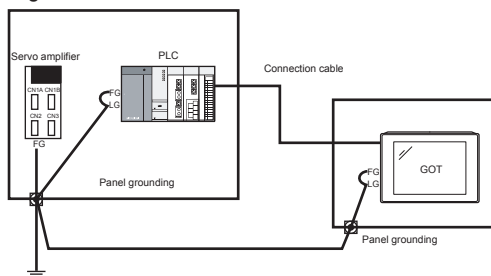 Servo amplifier
PLC
CN1A CN1B
CN2 CN3
FG
FG
LG
Panel grounding
Connection cable
FG
LG
GOT
Panel grounding